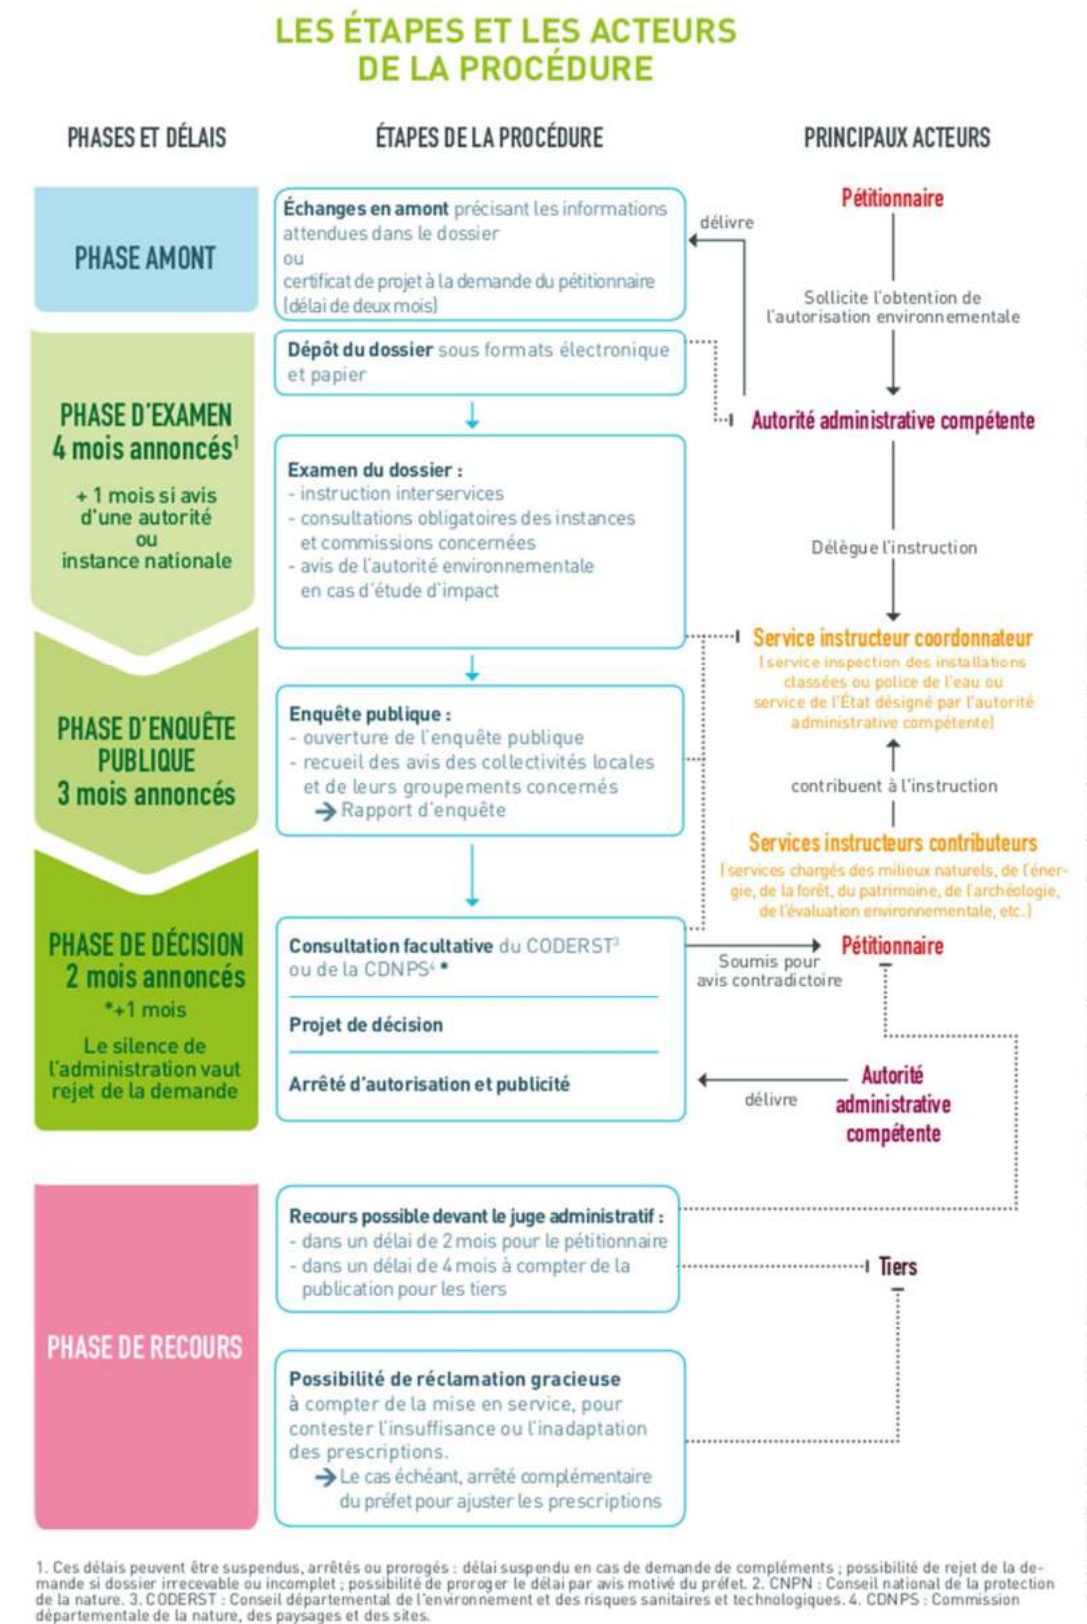 LES ÉTAPES ET LES ACTEURS
DE LA PROCÉDURE
PHASES ET DÉLAIS
ÉTAPES DE LA PROCÉDURE
PRINCIPAUX ACTEURS
PHASE AMONT
Échanges en amont précisant les informations
attendues dans le dossier
ou
certificat de projet à la demande du pétitionnaire
(délai de deux mois)
délivre
Pétitionnaire
Sollicite l'obtention de
l'autorisation environnementale
PHASE D'EXAMEN
4 mois annoncés¹
+ 1 mois si avis
d'une autorité
ou
instance nationale
Dépôt du dossier sous formats électronique
et papier
Autorité administrative compétente
Examen du dossier :
- instruction interservices
- consultations obligatoires des instances
et commissions concernées
- avis de l'autorité environnementale
en cas d'étude d'impact
Délègue l'instruction
Service instructeur coordonnateur
(service inspection des installations
classées ou police de l'eau ou
service de l'État désigné par l'autorité
administrative compétente)
PHASE D'ENQUÊTE
PUBLIQUE
3 mois annoncés
Enquête publique :
- ouverture de l'enquête publique
- recueil des avis des collectivités locales
et de leurs groupements concernés
→ Rapport d'enquête
contribuent à l'instruction
Services instructeurs contributeurs
(services chargés des milieux naturels, de l'éner-
gie, de la forêt, du patrimoine, de l'archéologie,
de l'évaluation environnementale, etc.)
PHASE DE DÉCISION
2 mois annoncés
*+1 mois
Le silence de
l'administration vaut
rejet de la demande
Consultation facultative du CODERST³
ou de la CDNPS⁴ *
Projet de décision
Arrêté d'autorisation et publicité
Soumis pour
avis contradictoire
Pétitionnaire
délivre
Autorité
administrative
compétente
PHASE DE RECOURS
Recours possible devant le juge administratif :
- dans un délai de 2 mois pour le pétitionnaire
- dans un délai de 4 mois à compter de la
publication pour les tiers
Tiers
Possibilité de réclamation gracieuse
à compter de la mise en service, pour
contester l'insuffisance ou l'inadaptation
des prescriptions.
→ Le cas échéant, arrêté complémentaire
du préfet pour ajuster les prescriptions
1. Ces délais peuvent être suspendus, arrêtés ou prorogés : délai suspendu en cas de demande de compléments ; possibilité de rejet de la de-
mande si dossier irrecevable ou incomplet ; possibilité de proroger le délai par avis motivé du préfet. 2. CNPN : Conseil national de la protection
de la nature. 3. CODERST : Conseil départemental de l'environnement et des risques sanitaires et technologiques. 4. CDNPS : Commission
départementale de la nature, des paysages et des sites.